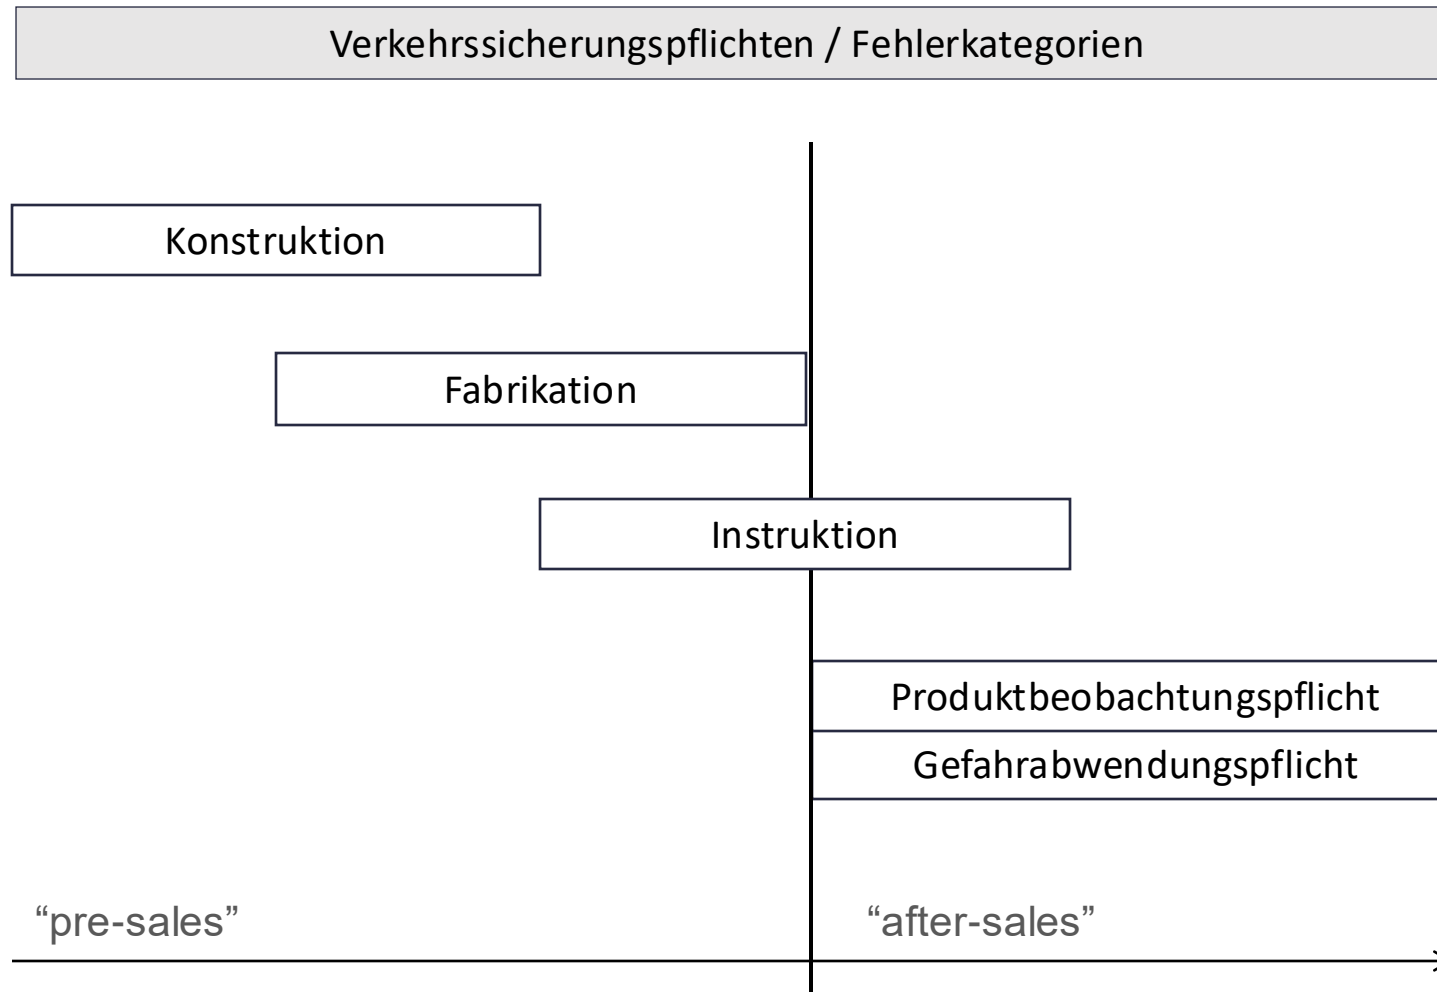 Verkehrssicherungspflichten / Fehlerkategorien
Konstruktion
Fabrikation
Instruktion
Produktbeobachtungspflicht
Gefahrabwendungspflicht
“pre-sales”
“after-sales”